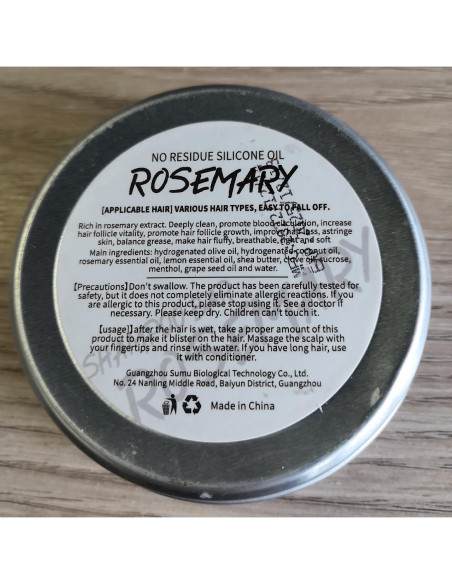 NO RESIDUE SILICONE OIL
ROSEMARY
[APPLICABLE HAIR] VARIOUS HAIR TYPES, EASY TO FALL OFF.
Rich in rosemary extract. Deeply clean, promote blood circulation, increase
hair follicle vitality, promote hair follicle growth, improve hair loss, astringe
skin, balance grease, make hair fluffy, breathable, light and soft
Main ingredients: hydrogenated olive oil, hydrogenated coconut oil,
rosemary essential oil, lemon essential oil, shea butter, olive oil, sucrose,
menthol, grape seed oil and water.
[Precautions] Don't swallow. The product has been carefully tested for
safety, but it does not completely eliminate allergic reactions. If you
are allergic to this product, please stop using it. See a doctor if
necessary. Please keep dry. Children can't touch it.
[usage] after the hair is wet, take a proper amount of this
product to make it blister on the hair. Massage the scalp with
your fingertips and rinse with water. If you have long hair, use
it with conditioner.
Guangzhou Sumu Biological Technology Co., Ltd.
No. 24 Nanling Middle Road, Baiyun District, Guangzhou
Made in China